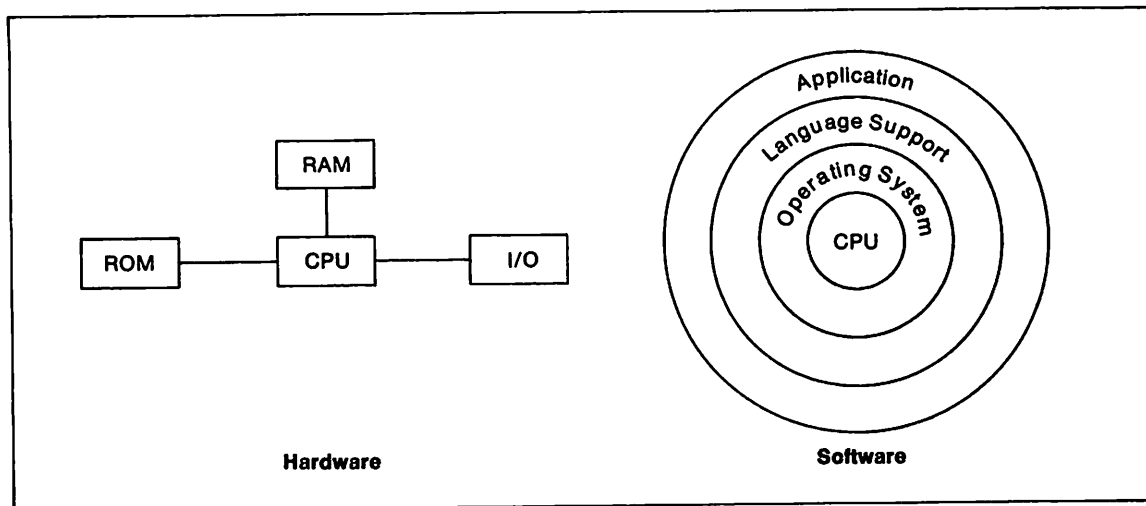 RAM
ROM
CPU
I/O
Hardware
Application
Language Support
Operating System
CPU
Software